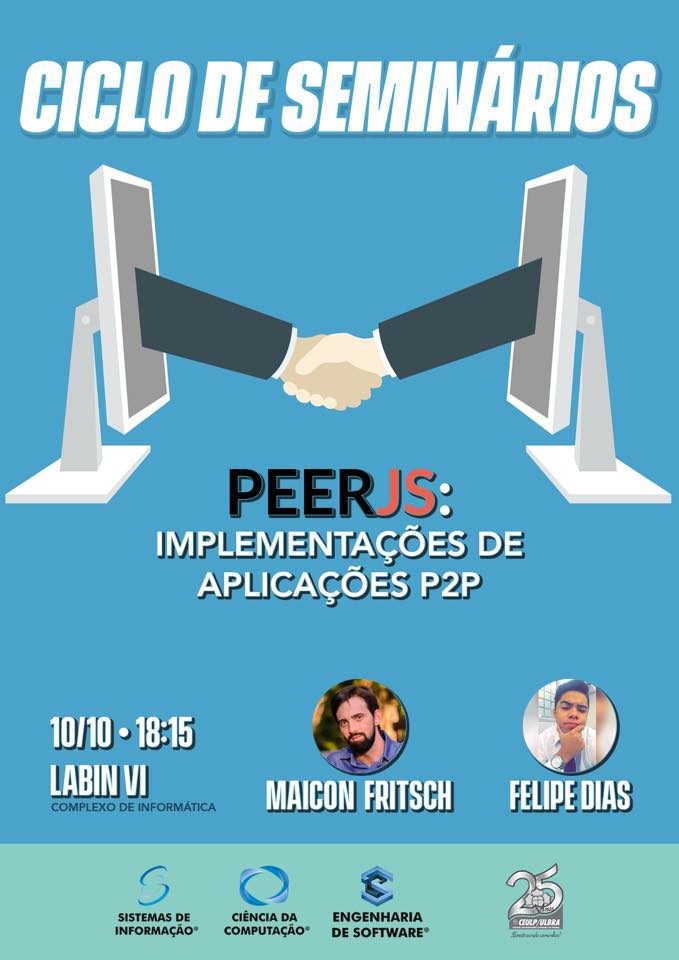 CICLO DE SEMINÁRIOS
PEERJS:
IMPLEMENTAÇÕES DE
APLICAÇÕES P2P
10/10 • 18:15
LABIN VI
COMPLEXO DE INFORMÁTICA
MAICON FRITSCH
FELIPE DIAS
SISTEMAS DE
INFORMAÇÃO®
CIÊNCIA DA
COMPUTAÇÃO®
ENGENHARIA
DE SOFTWARE®
25
Anos
CEULP/ULBRA